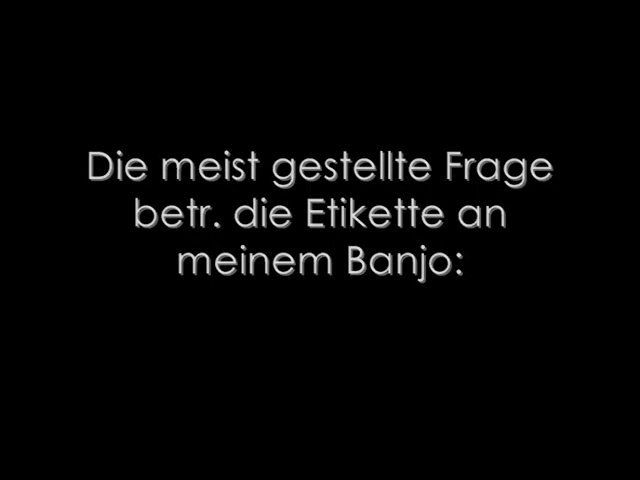 Die meist gestellte Frage
betr. die Etikette an
meinem Banjo: